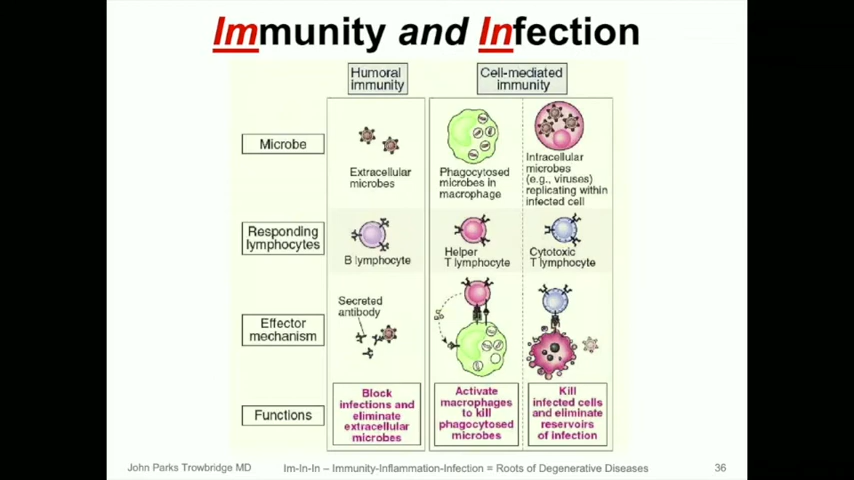 Immunity and Infection
Humoral
immunity
Cell-mediated
immunity
Microbe
Extracellular
microbes
Phagocytosed
microbes in
macrophage
Intracellular
microbes
(e.g., viruses)
replicating within
infected cell
Responding
lymphocytes
B lymphocyte
Helper
T lymphocyte
Cytotoxic
T lymphocyte
Effector
mechanism
Secreted
antibody
Functions
Block
infections and
eliminate
extracellular
microbes
Activate
macrophages
to kill
phagocytosed
microbes
Kill
infected cells
and eliminate
reservoirs
of infection
John Parks Trowbridge MD
Im-In-In – Immunity-Inflammation-Infection = Roots of Degenerative Diseases
36